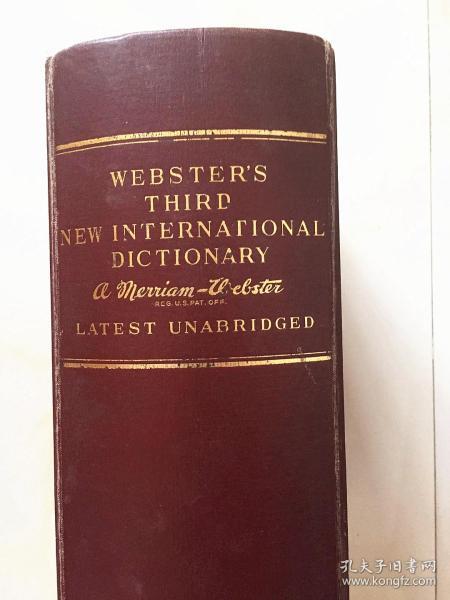 WEBSTER'S
THIRD
NEW INTERNATIONAL
DICTIONARY
a Merriam-Webster
REG. U.S. PAT. OFF.
LATEST UNABRIDGED
孔夫子旧书网
www.kongfz.com